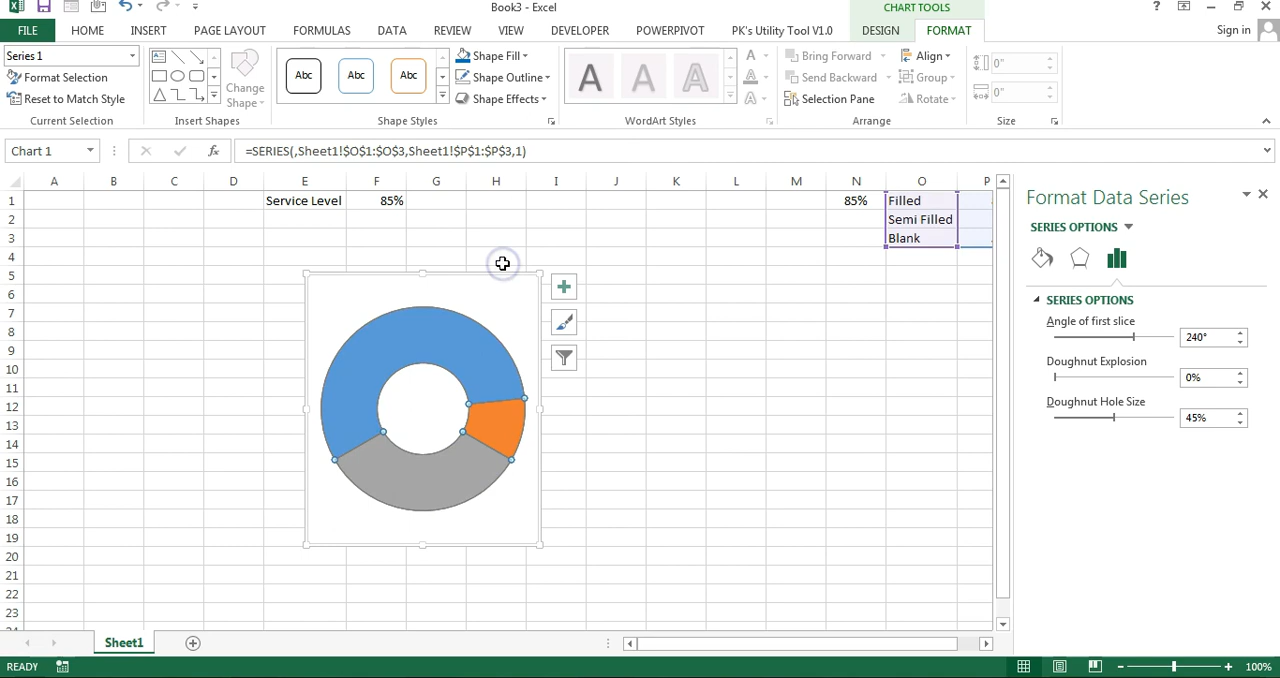 Book3 - Excel
CHART TOOLS
?
FILE HOME INSERT PAGE LAYOUT FORMULAS DATA REVIEW VIEW DEVELOPER POWERPIVOT PK's Utility Tool V1.0 DESIGN FORMAT Sign in
Series 1
Format Selection
Reset to Match Style
Current Selection
Change
Shape
Insert Shapes
Abc Abc Abc
Shape Fill
Shape Outline
Shape Effects
Shape Styles
A A A
A
A
A
WordArt Styles
Bring Forward
Send Backward
Selection Pane
Align
Group
Rotate
Arrange
0"
0"
Size
Chart 1
fx
=SERIES(,Sheet1!$O$1:$O$3,Sheet1!$P$1:$P$3,1)
A B C D E F G H I J K L M N O P
1 Service Level 85% 85% Filled
2 Semi Filled
3 Blank
4
5
6
7
8
9
10
11
12
13
14
15
16
17
18
19
20
21
22
23
Format Data Series
SERIES OPTIONS
SERIES OPTIONS
Angle of first slice
240°
Doughnut Explosion
0%
Doughnut Hole Size
45%
Sheet1
READY
100%